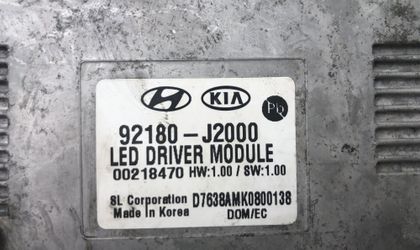 KIA Pb
92180-J2000
LED DRIVER MODULE
00218470 HW:1.00 / SW:1.00
SL Corporation D7638AMK0800138
Made In Korea DOM/EC